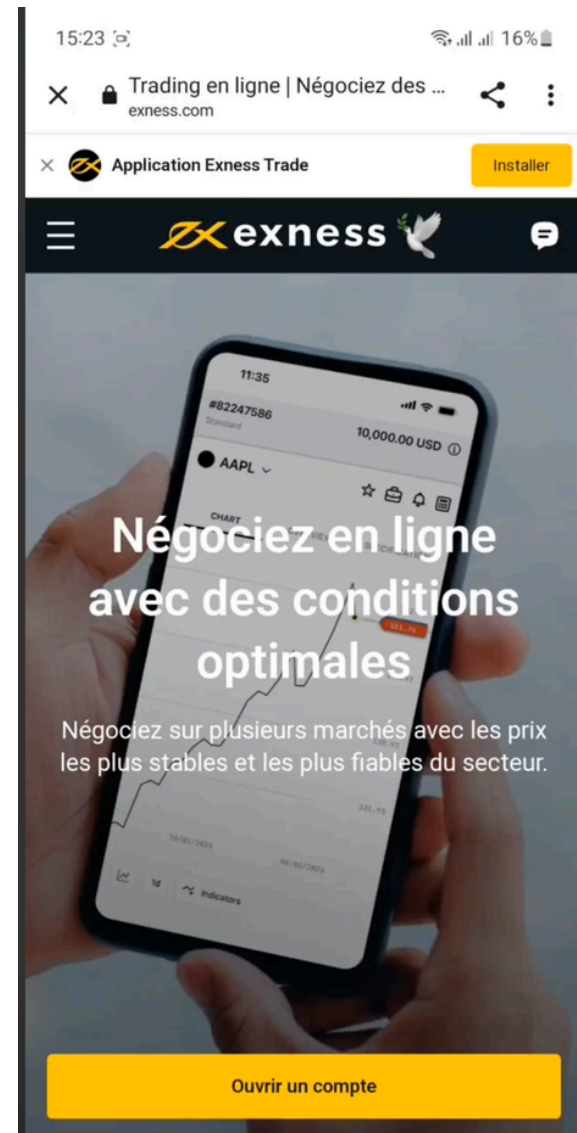 15:23
16%
Trading en ligne | Négociez des ...
exness.com
Application Exness Trade
Installer
exness
11:35
#82247586
Standard
10,000.00 USD
AAPL
CHART
Négociez en ligne
avec des conditions
optimales
Négociez sur plusieurs marchés avec les prix
les plus stables et les plus fiables du secteur.
131.93
1d
Indicators
Ouvrir un compte